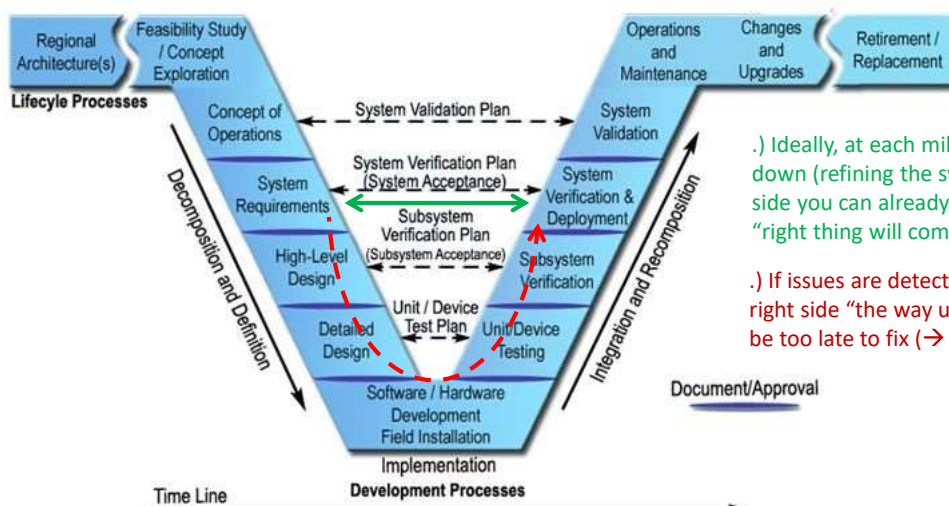 Regional
Architecture(s)
Feasibility Study
/ Concept
Exploration
Operations
and
Maintenance
Changes
and
Upgrades
Retirement /
Replacement
Lifecyle Processes
Concept of
Operations
System Validation Plan
System
Validation
System
Requirements
System Verification Plan
(System Acceptance)
System
Verification &
Deployment
High-Level
Design
Subsystem
Verification Plan
(Subsystem Acceptance)
Subsystem
Verification
Detailed
Design
Unit / Device
Test Plan
Unit/Device
Testing
Software / Hardware
Development
Field Installation
Implementation
Development Processes
Time Line
Decomposition and Definition
Integration and Recomposition
Document/Approval
.) Ideally, at each
down (refining the
side you can already
"right thing will
.) If issues are
right side "the way
be too late to fix (→